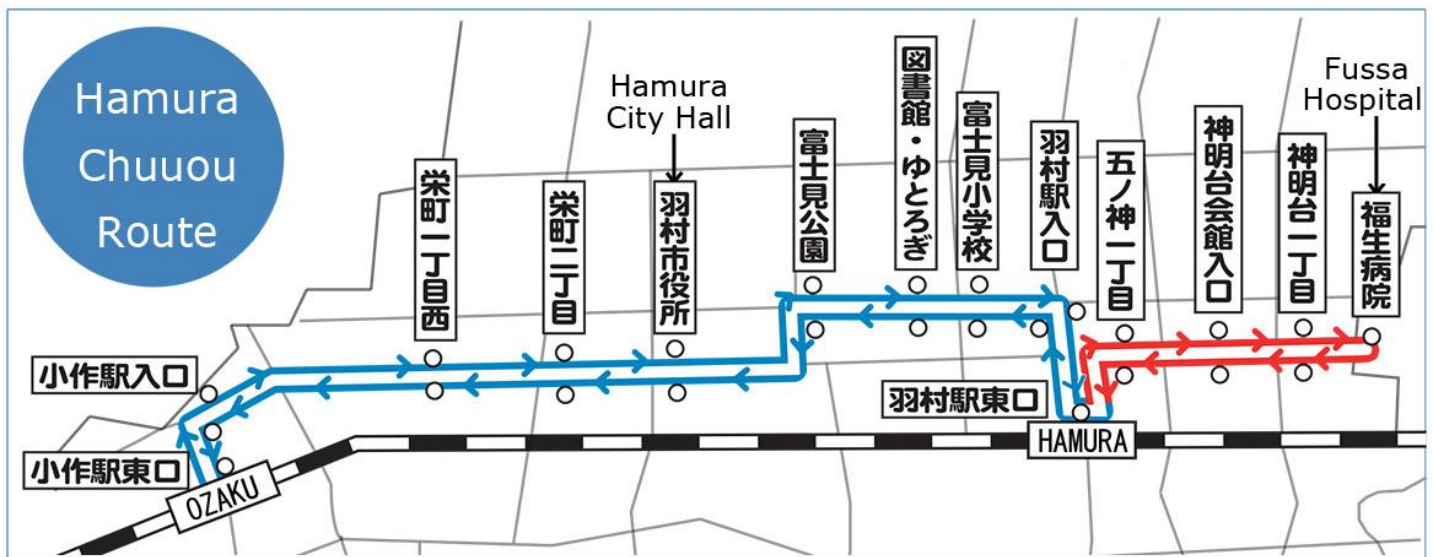 Hamura
Chuuou
Route
Hamura
City Hall
Fussa
Hospital
小作駅東口
小作駅入口
栄町一丁目西
栄町二丁目
羽村市役所
富士見公園
図書館・ゆとろぎ
富士見小学校
羽村駅入口
羽村駅東口
五ノ神一丁目
神明台会館入口
神明台一丁目
福生病院
OZAKU
HAMURA